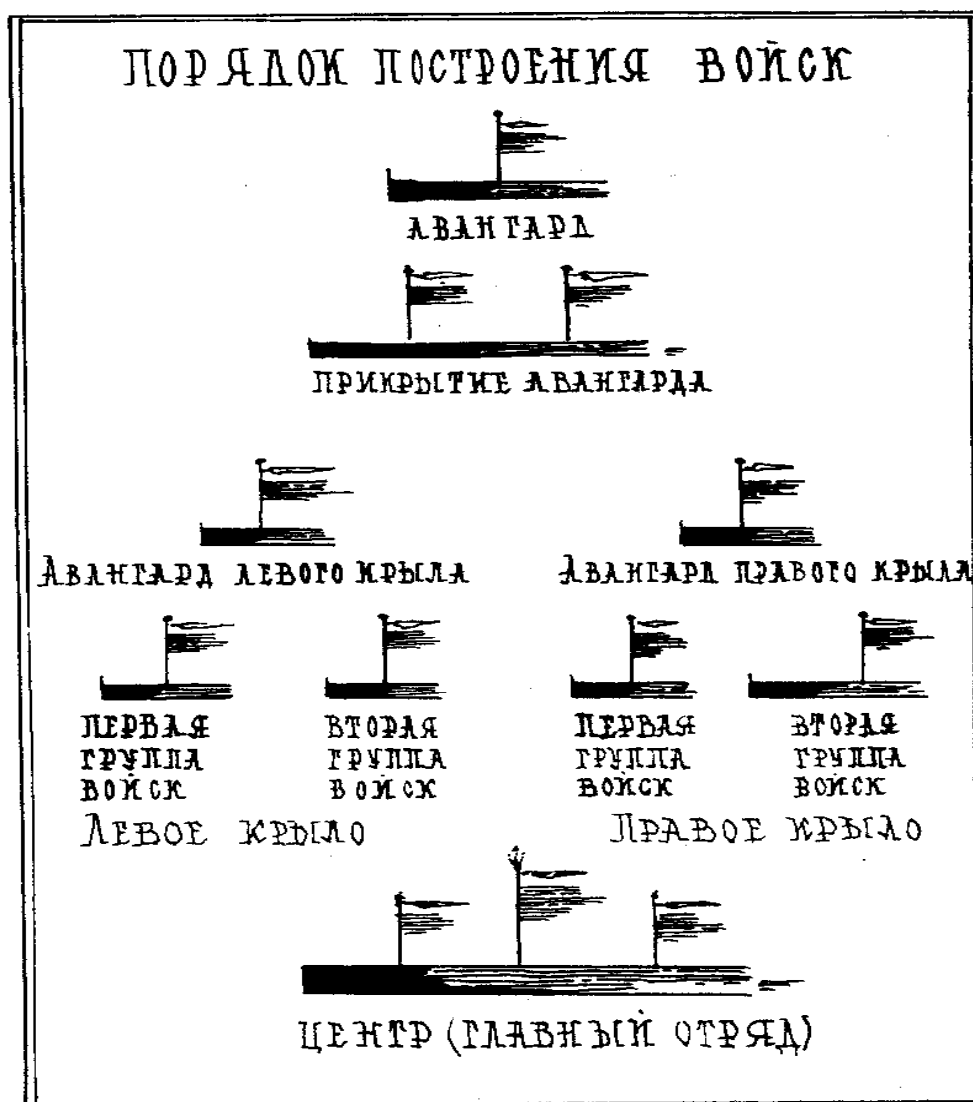 ПОРЯДОК ПОСТРОЕНИЯ ВОЙСК
АВАНГАРД
ПРИКРЫТИЕ АВАНГАРДА
АВАНГАРД ЛЕВОГО КРЫЛА
АВАНГАРД ПРАВОГО КРЫЛА
ПЕРВАЯ
ГРУППА
ВОЙСК
ВТОРАЯ
ГРУППА
ВОЙСК
ЛЕВОЕ КРЫЛО
ПЕРВАЯ
ГРУППА
ВОЙСК
ВТОРАЯ
ГРУППА
ВОЙСК
ПРАВОЕ КРЫЛО
ЦЕНТР (ГЛАВНЫЙ ОТРЯД)